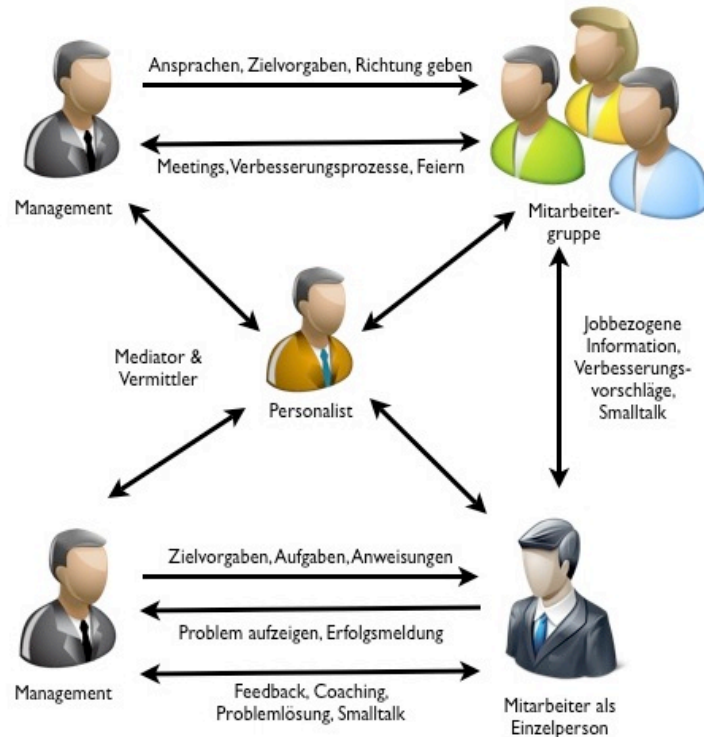 Ansprachen, Zielvorgaben, Richtung geben
Meetings, Verbesserungsprozesse, Feiern
Management
Mitarbeiter-
gruppe
Mediator &
Vermittler
Personalist
Jobbezogene
Information,
Verbesserungs-
vorschläge,
Smalltalk
Zielvorgaben, Aufgaben, Anweisungen
Problem aufzeigen, Erfolgsmeldung
Management
Feedback, Coaching,
Problemlösung, Smalltalk
Mitarbeiter als
Einzelperson